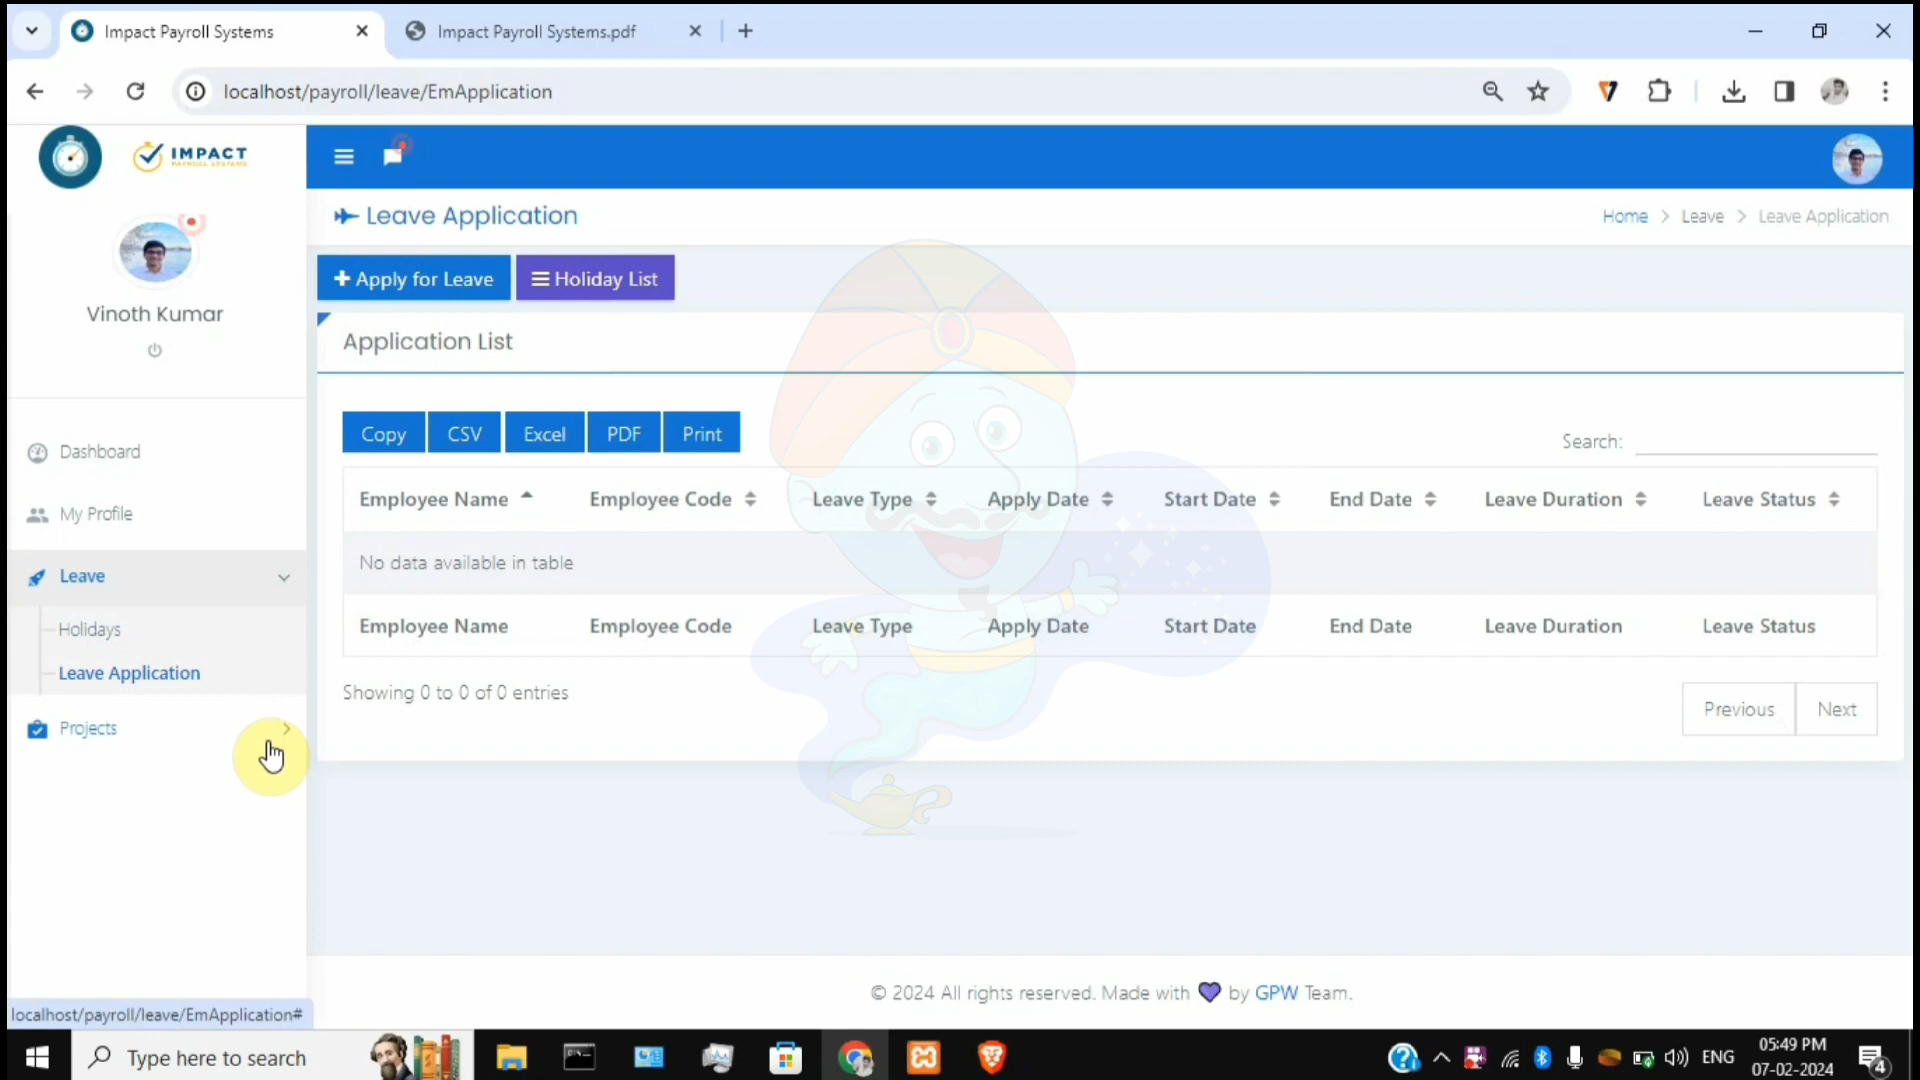 Impact Payroll Systems
Impact Payroll Systems.pdf
localhost/payroll/leave/EmApplication
IMPACT
PAYROLL SYSTEMS
Leave Application
Home > Leave > Leave Application
Vinoth Kumar
Apply for Leave
Holiday List
Application List
Dashboard
My Profile
Leave
Holidays
Leave Application
Projects
Copy CSV Excel PDF Print
Search:
Employee Name Employee Code Leave Type Apply Date Start Date End Date Leave Duration Leave Status
No data available in table
Employee Name Employee Code Leave Type Apply Date Start Date End Date Leave Duration Leave Status
Showing 0 to 0 of 0 entries
Previous Next
© 2024 All rights reserved. Made with 💜 by GPW Team.
localhost/payroll/leave/EmApplication#
Type here to search
ENG
05:49 PM
07-02-2024
4